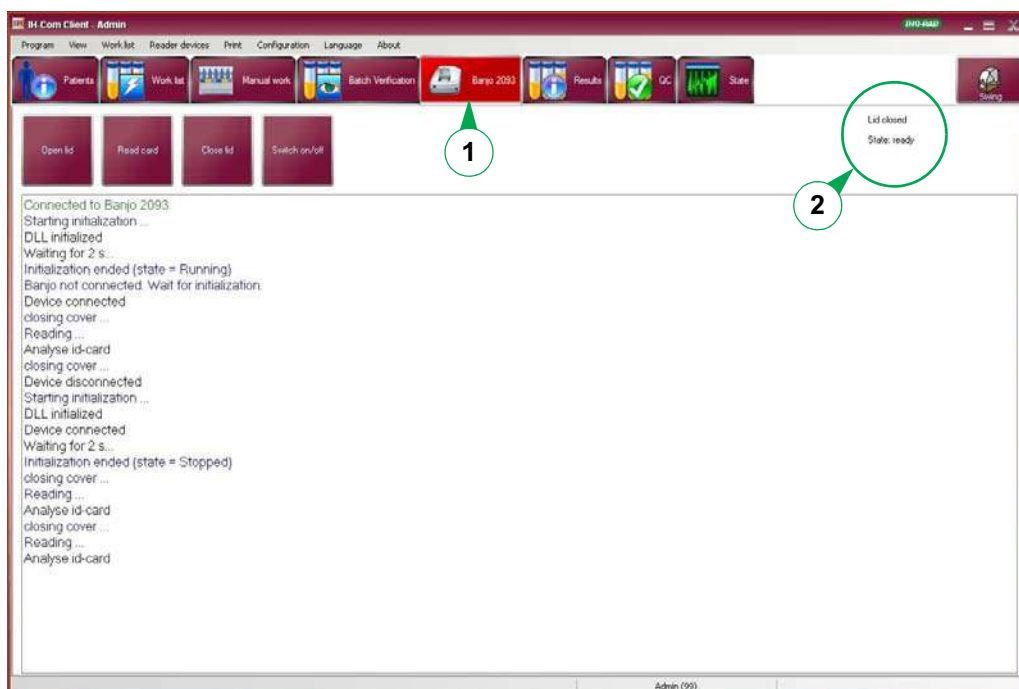 IH-Com Client - Admin
BIO-RAD
Program View Work list Reader devices Print Configuration Language About
Patients Work list Manual work Batch Verification Banjo 2093 Results QC State Swing
Open lid Read card Close lid Switch on/off
1
Lid closed
State: ready
2
Connected to Banjo 2093
Starting initialization ...
DLL initialized
Waiting for 2 s...
Initialization ended (state = Running)
Banjo not connected. Wait for initialization.
Device connected
closing cover ...
Reading ...
Analyse id-card
closing cover ...
Device disconnected
Starting initialization ...
DLL initialized
Device connected
Waiting for 2 s...
Initialization ended (state = Stopped)
closing cover ...
Reading ...
Analyse id-card
closing cover ...
Reading ...
Analyse id-card
Admin (99)